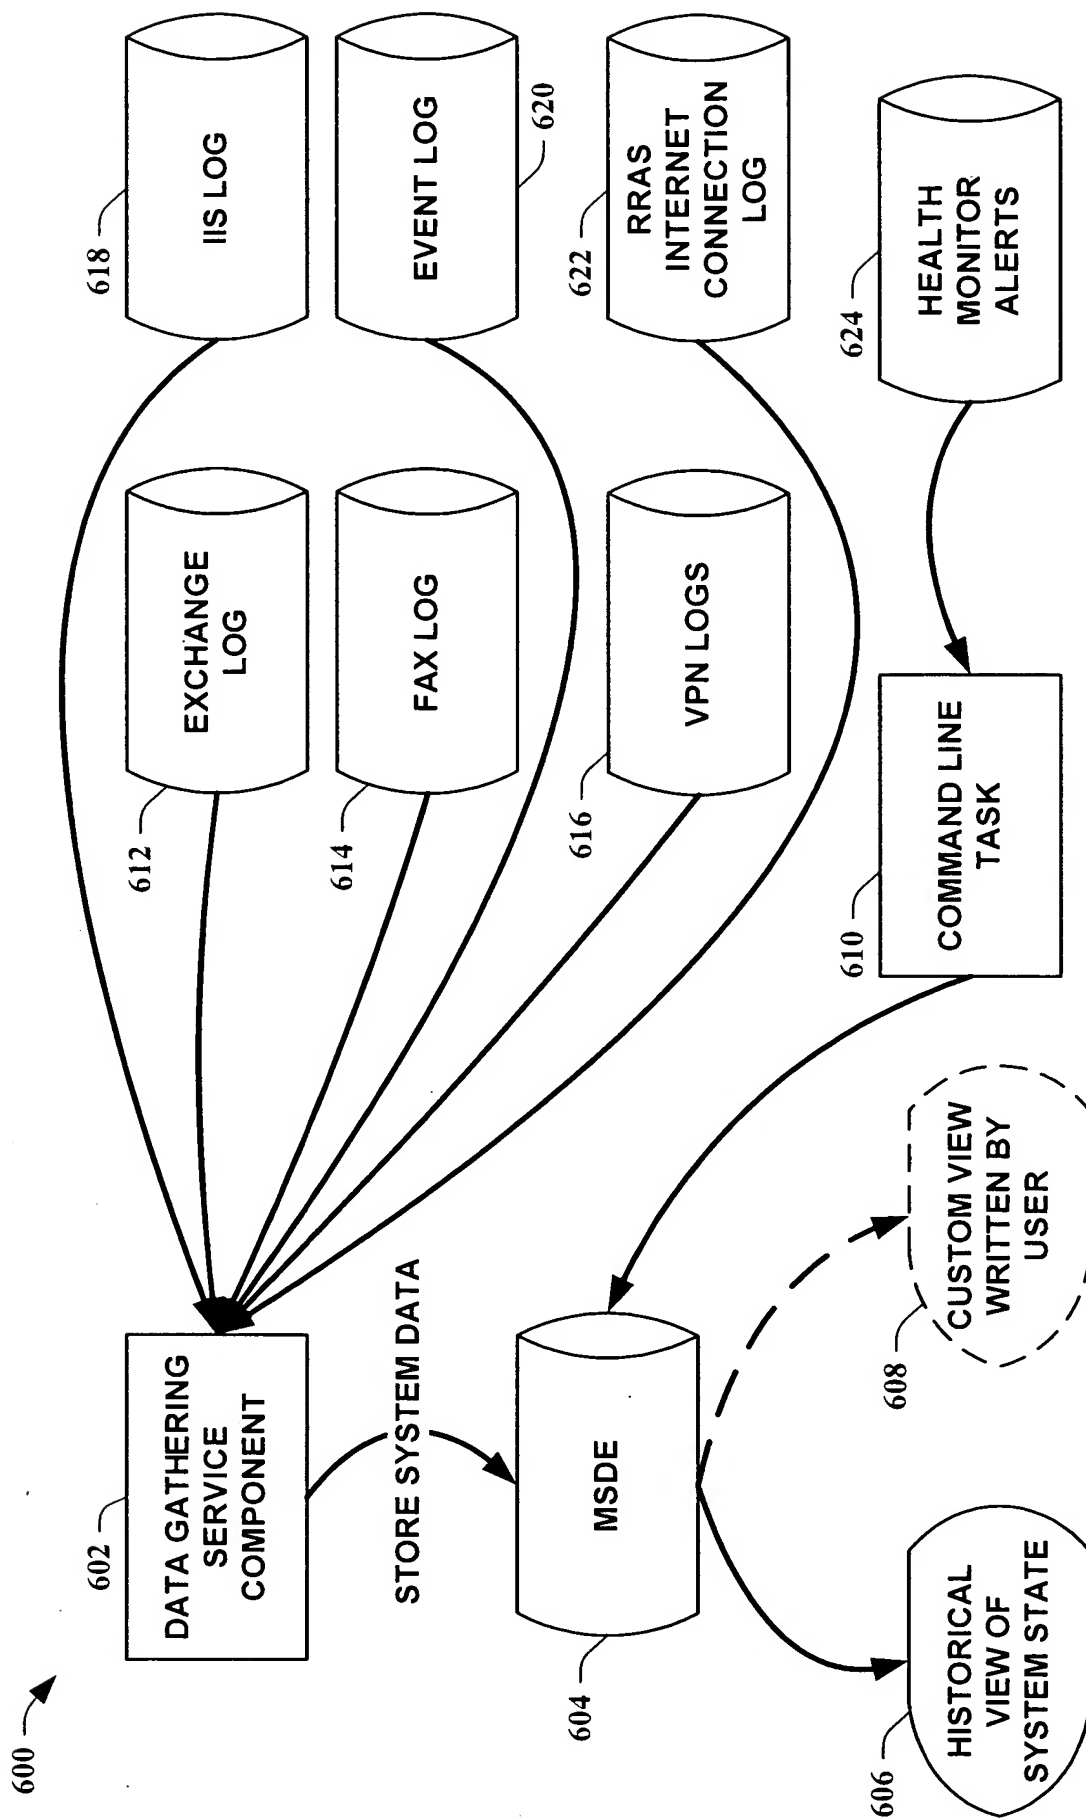 600
602
DATA GATHERING
SERVICE
COMPONENT
STORE SYSTEM DATA
604
MSDE
606
HISTORICAL
VIEW OF
SYSTEM STATE
608
CUSTOM VIEW
WRITTEN BY
USER
612
EXCHANGE
LOG
614
FAX LOG
616
VPN LOGS
610
COMMAND LINE
TASK
618
IIS LOG
EVENT LOG
620
622
RRAS
INTERNET
CONNECTION
LOG
624
HEALTH
MONITOR
ALERTS